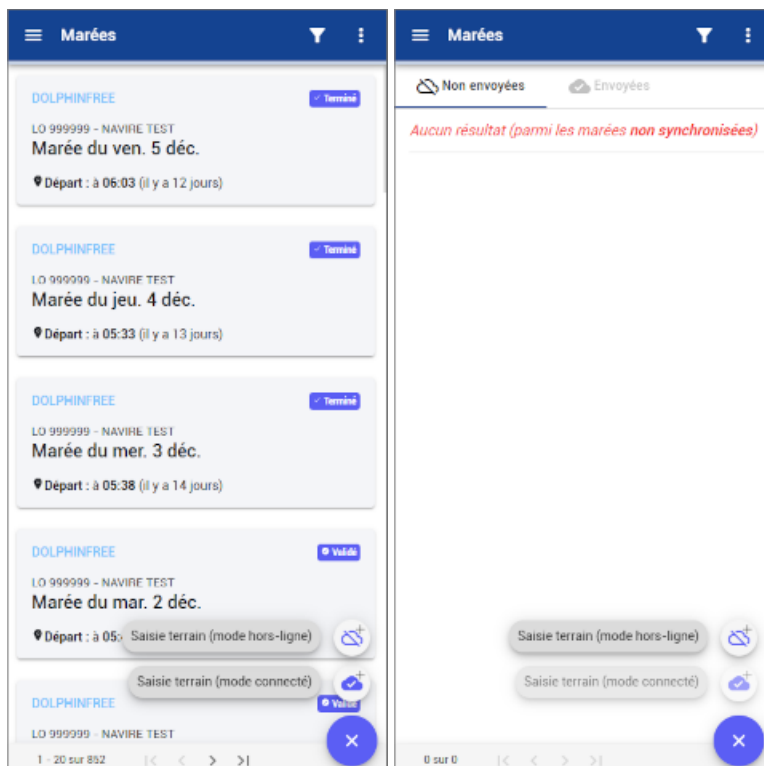 Marées
DOLPHINFREE
Terminé
LO 999999 - NAVIRE TEST
Marée du ven. 5 déc.
Départ : à 06:03 (il y a 12 jours)
DOLPHINFREE
Terminé
LO 999999 - NAVIRE TEST
Marée du jeu. 4 déc.
Départ : à 05:33 (il y a 13 jours)
DOLPHINFREE
Terminé
LO 999999 - NAVIRE TEST
Marée du mer. 3 déc.
Départ : à 05:38 (il y a 14 jours)
DOLPHINFREE
Validé
LO 999999 - NAVIRE TEST
Marée du mar. 2 déc.
Départ : à 05:
Saisie terrain (mode hors-ligne)
Saisie terrain (mode connecté)
DOLPHINFREE
Validé
LO 999999 - NAVIRE TEST
1 - 20 sur 852
Marées
Non envoyées
Envoyées
Aucun résultat (parmi les marées non synchronisées)
Saisie terrain (mode hors-ligne)
Saisie terrain (mode connecté)
0 sur 0